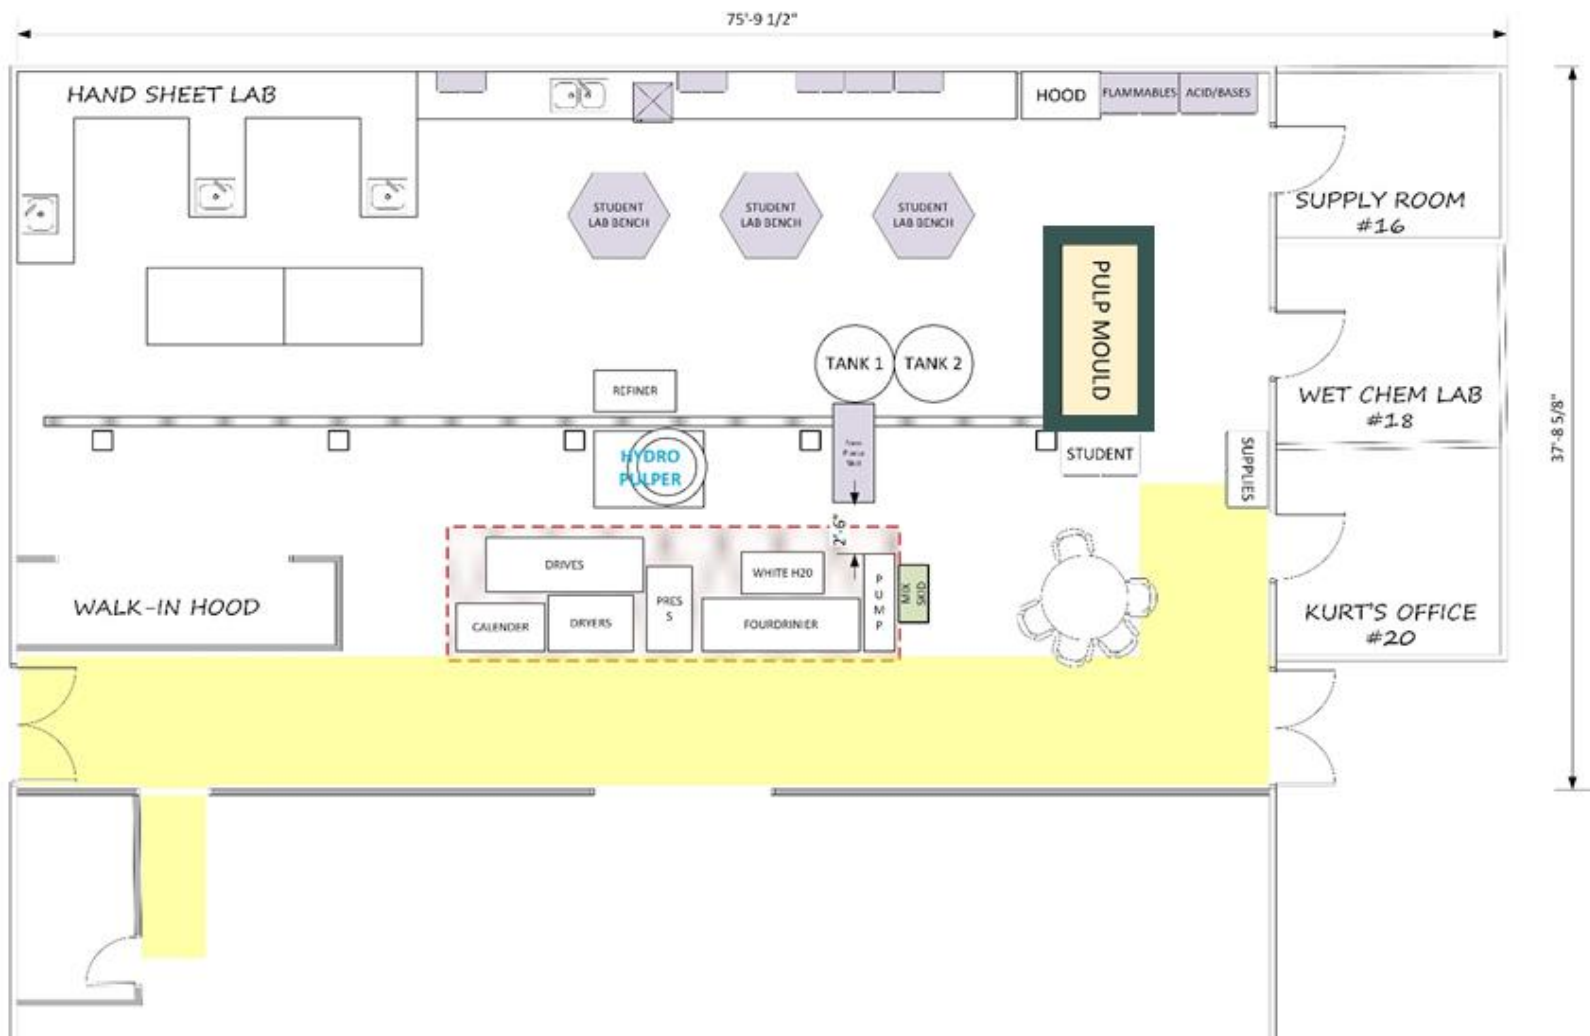 75'-9 1/2"
HAND SHEET LAB
HOOD
FLAMMABLES
ACID/BASES
STUDENT
LAB BENCH
STUDENT
LAB BENCH
STUDENT
LAB BENCH
SUPPLY ROOM
#16
PULP MOULD
TANK 1
TANK 2
REFINER
WET CHEM LAB
#18
37'-8 5/8"
HYDRO
PULPER
STUDENT
SUPPLIES
2'-6"
DRIVES
WHITE H20
PUMP
MIX
SKID
PRES
S
WALK-IN HOOD
CALENDER
DRYERS
FOURDRINIER
KURT'S OFFICE
#20